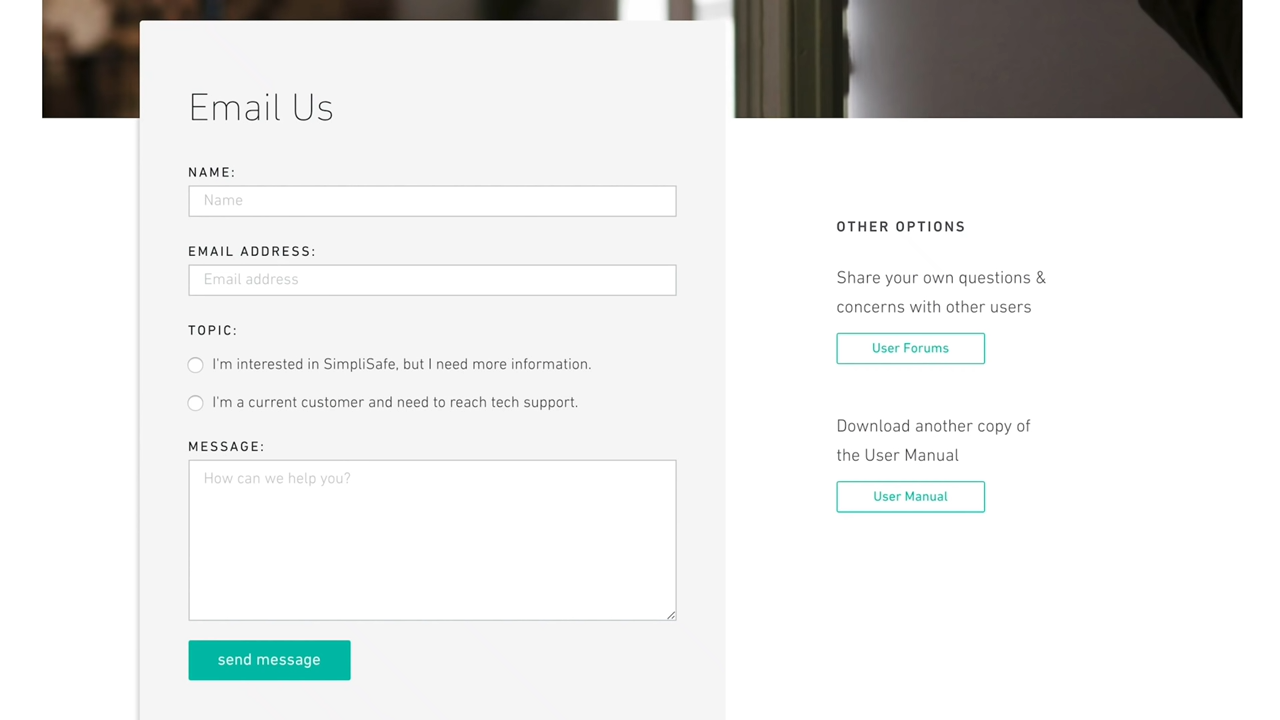 Email Us
NAME:
Name
EMAIL ADDRESS:
Email address
TOPIC:
I'm interested in SimpliSafe, but I need more information.
I'm a current customer and need to reach tech support.
MESSAGE:
How can we help you?
send message
OTHER OPTIONS
Share your own questions &
concerns with other users
User Forums
Download another copy of
the User Manual
User Manual